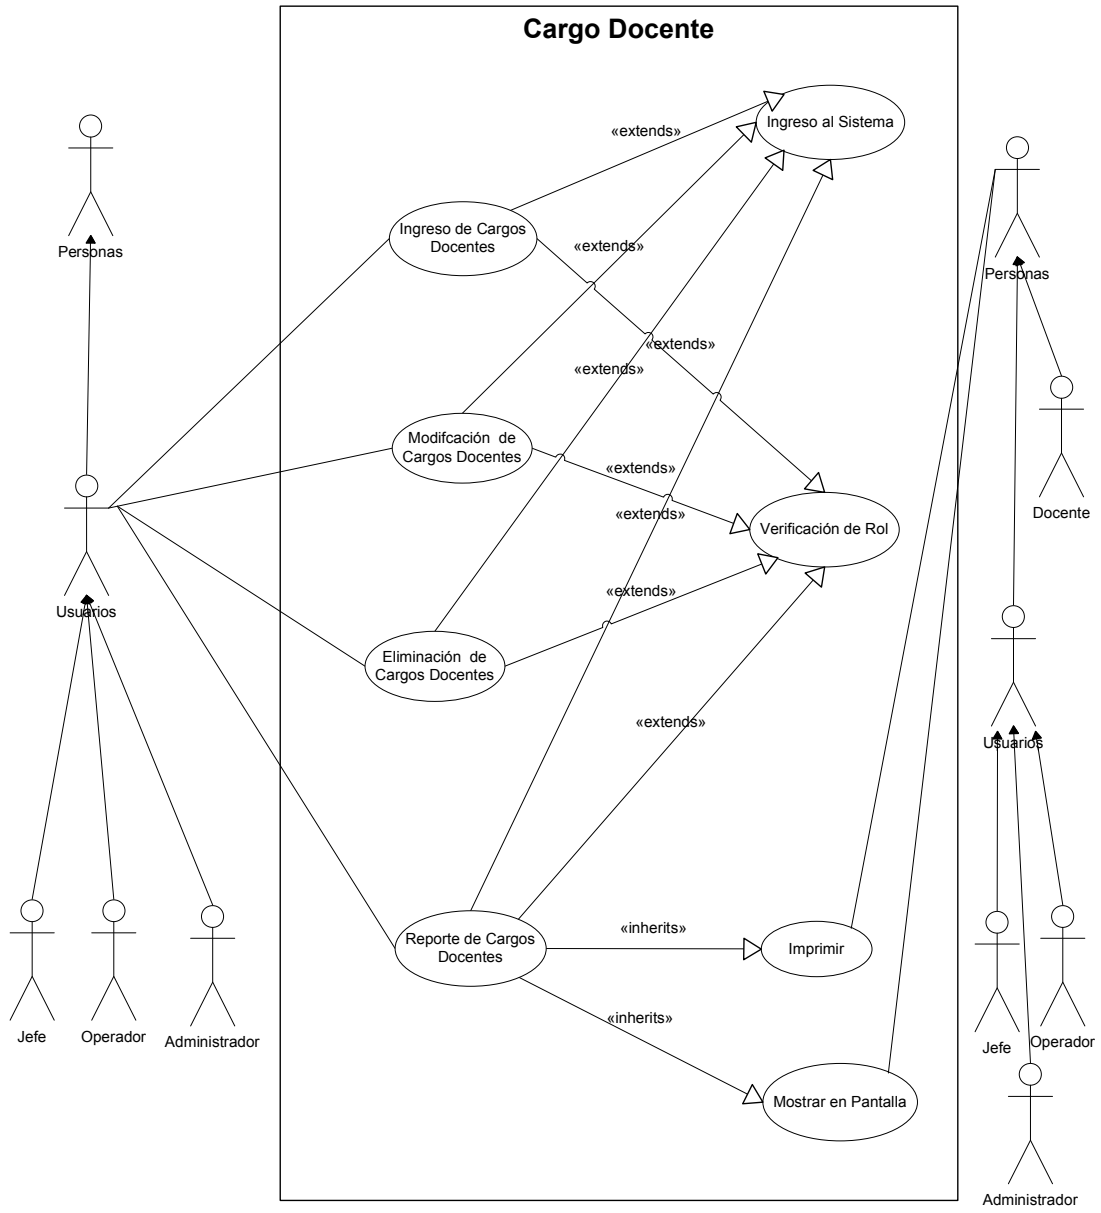 Cargo Docente
Ingreso al Sistema
«extends»
Personas
Ingreso de Cargos
Docentes
«extends»
Personas
«extends»
«extends»
Modifcación  de
Cargos Docentes
«extends»
«extends»
Docente
Verificación de Rol
Usuarios
«extends»
Eliminación  de
Cargos Docentes
«extends»
Usuarios
Reporte de Cargos
Docentes
«inherits»
Imprimir
«inherits»
Jefe
Operador
Administrador
Jefe
Operador
Mostrar en Pantalla
Administrador